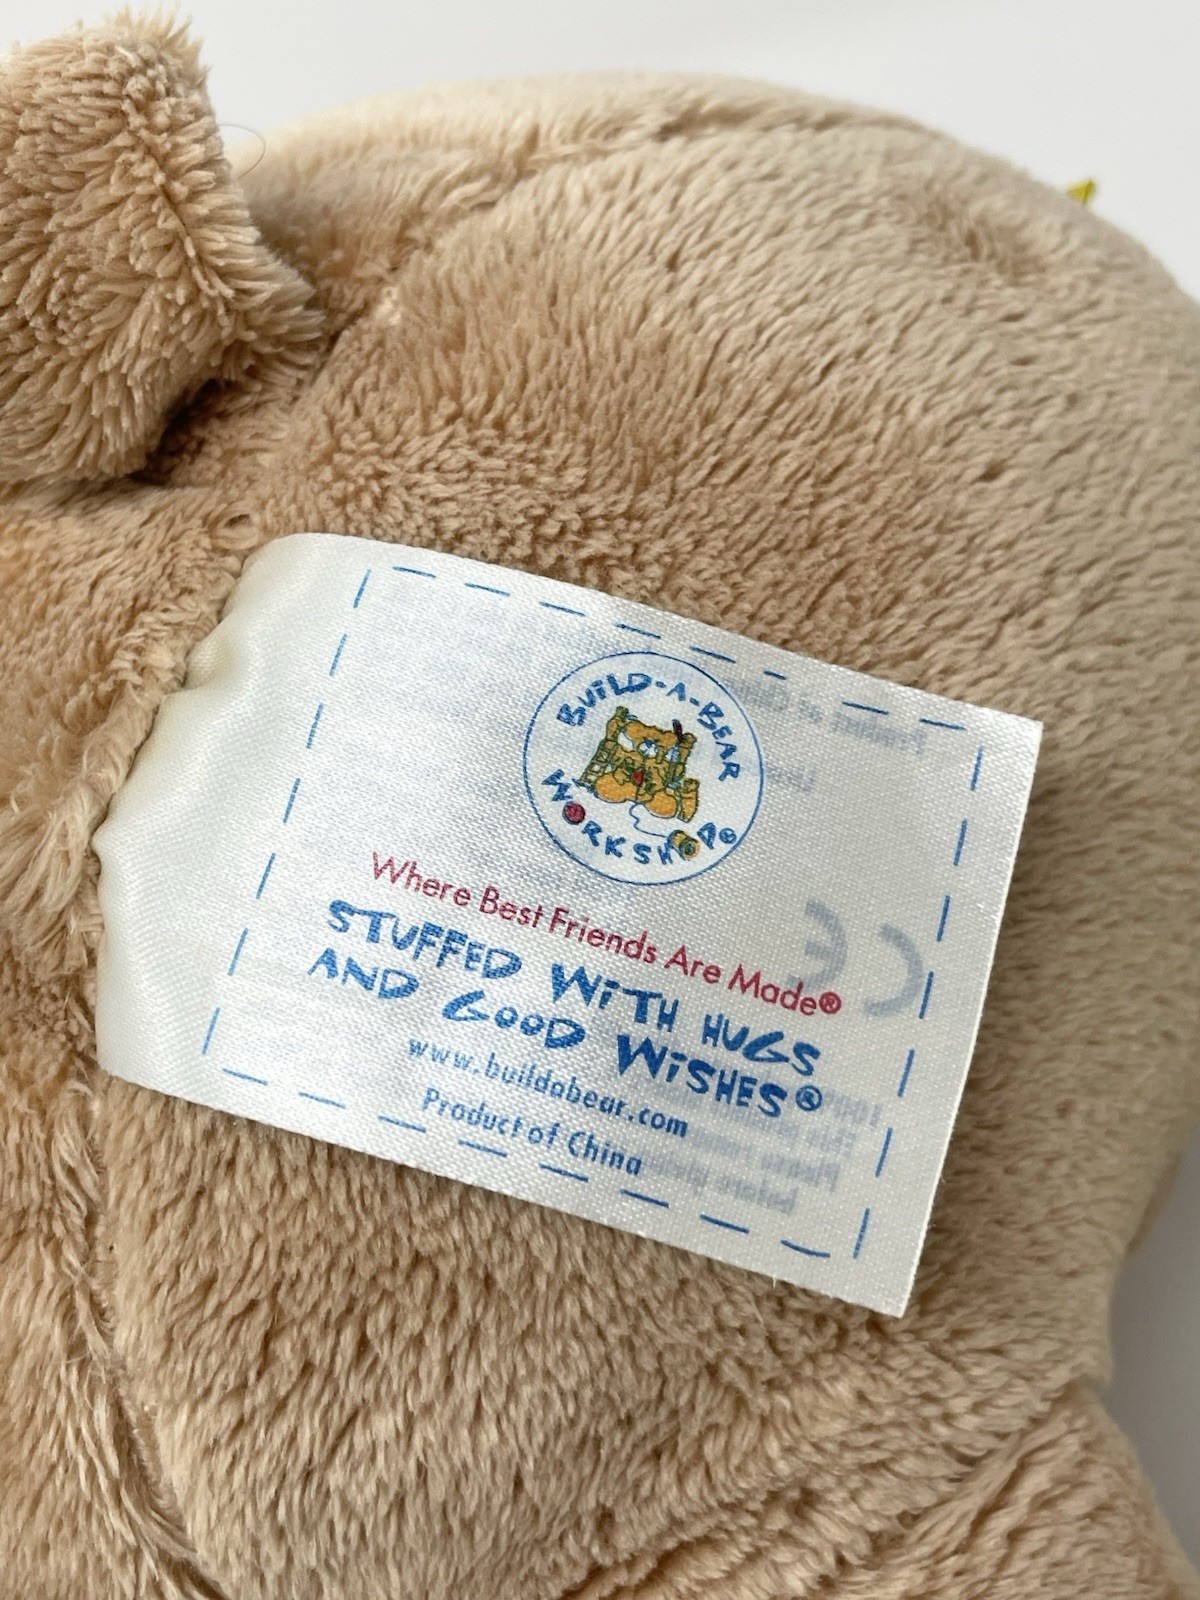 BUILD-A-BEAR
WORKSHOP®
Where Best Friends Are Made®
STUFFED WITH HUGS
AND GOOD WISHES®
www.buildabear.com
Product of China
CE